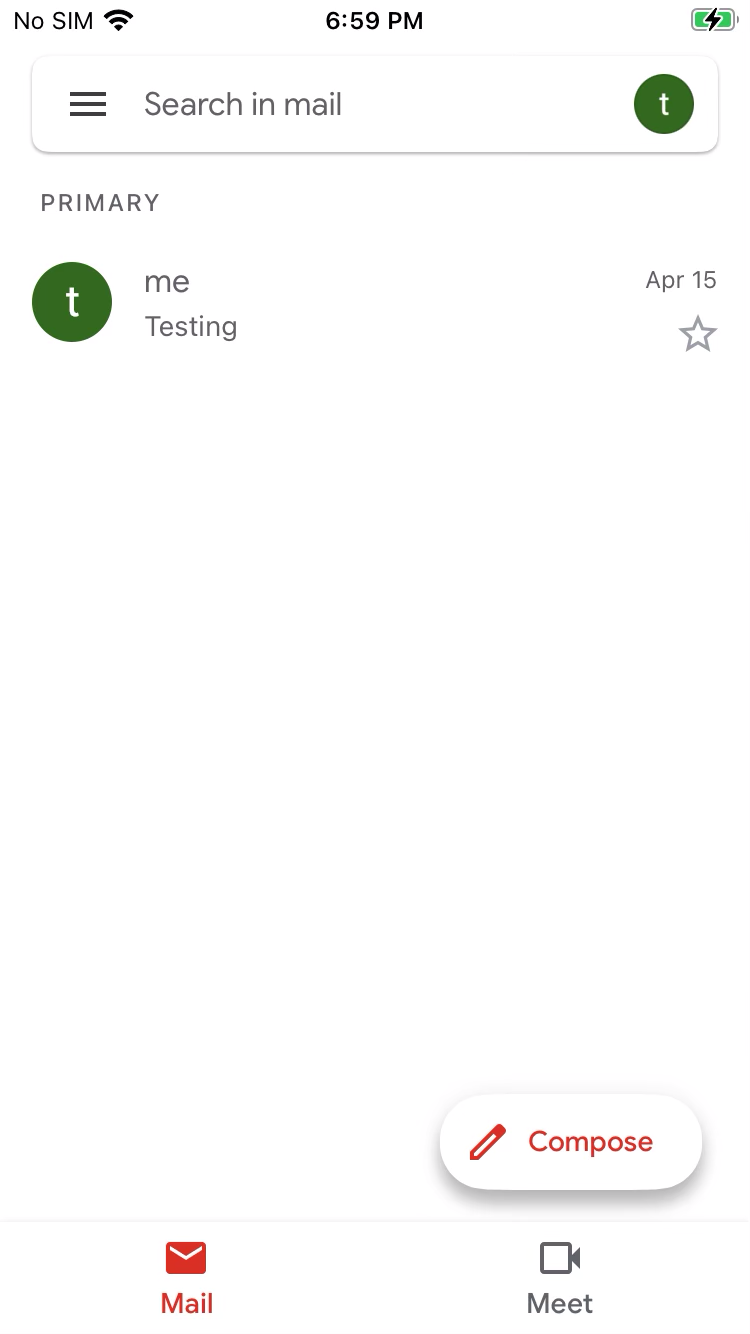 No SIM 6:59 PM
Search in mail t
PRIMARY
t me Apr 15
Testing
Compose
Mail Meet